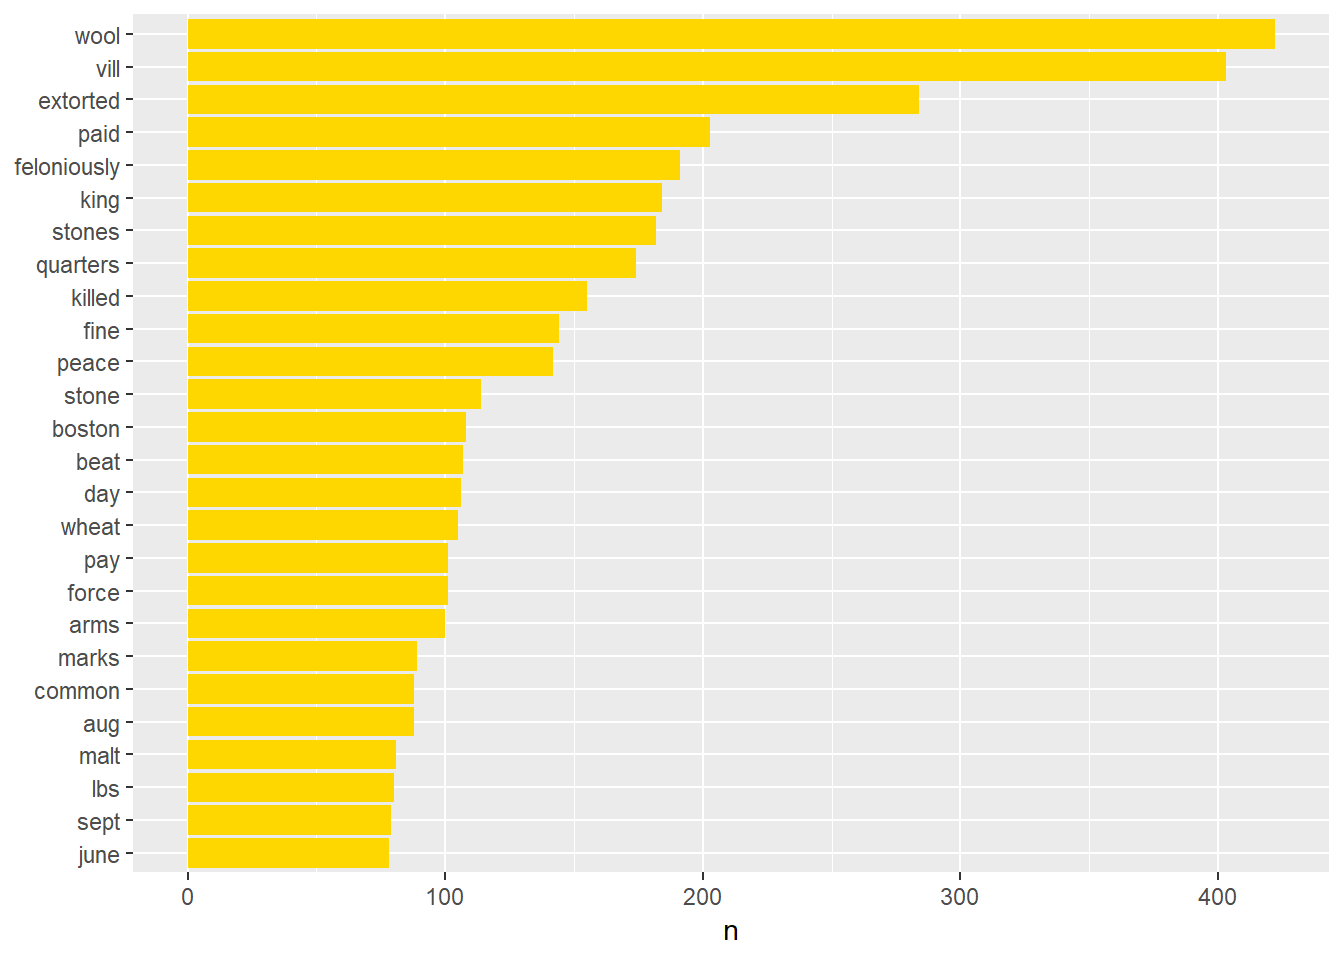 wool
vill
extorted
paid
feloniously
king
stones
quarters
killed
fine
peace
stone
boston
beat
day
wheat
pay
force
arms
marks
common
aug
malt
lbs
sept
june
0 100 200 300 400
n